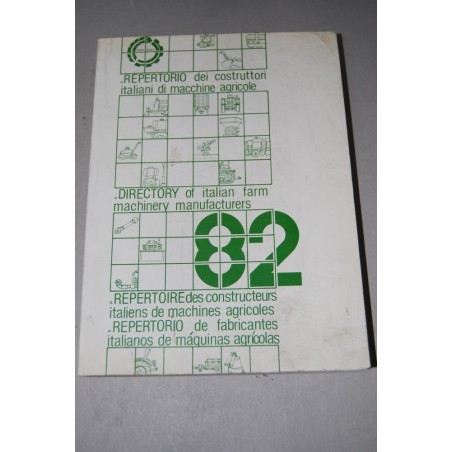 REPERTORIO dei costruttori
italiani di macchine agricole
DIRECTORY of italian farm
machinery manufacturers
82
REPERTOIRE des constructeurs
italiens de machines agricoles
REPERTORIO de fabricantes
italianos de máquinas agrícolas